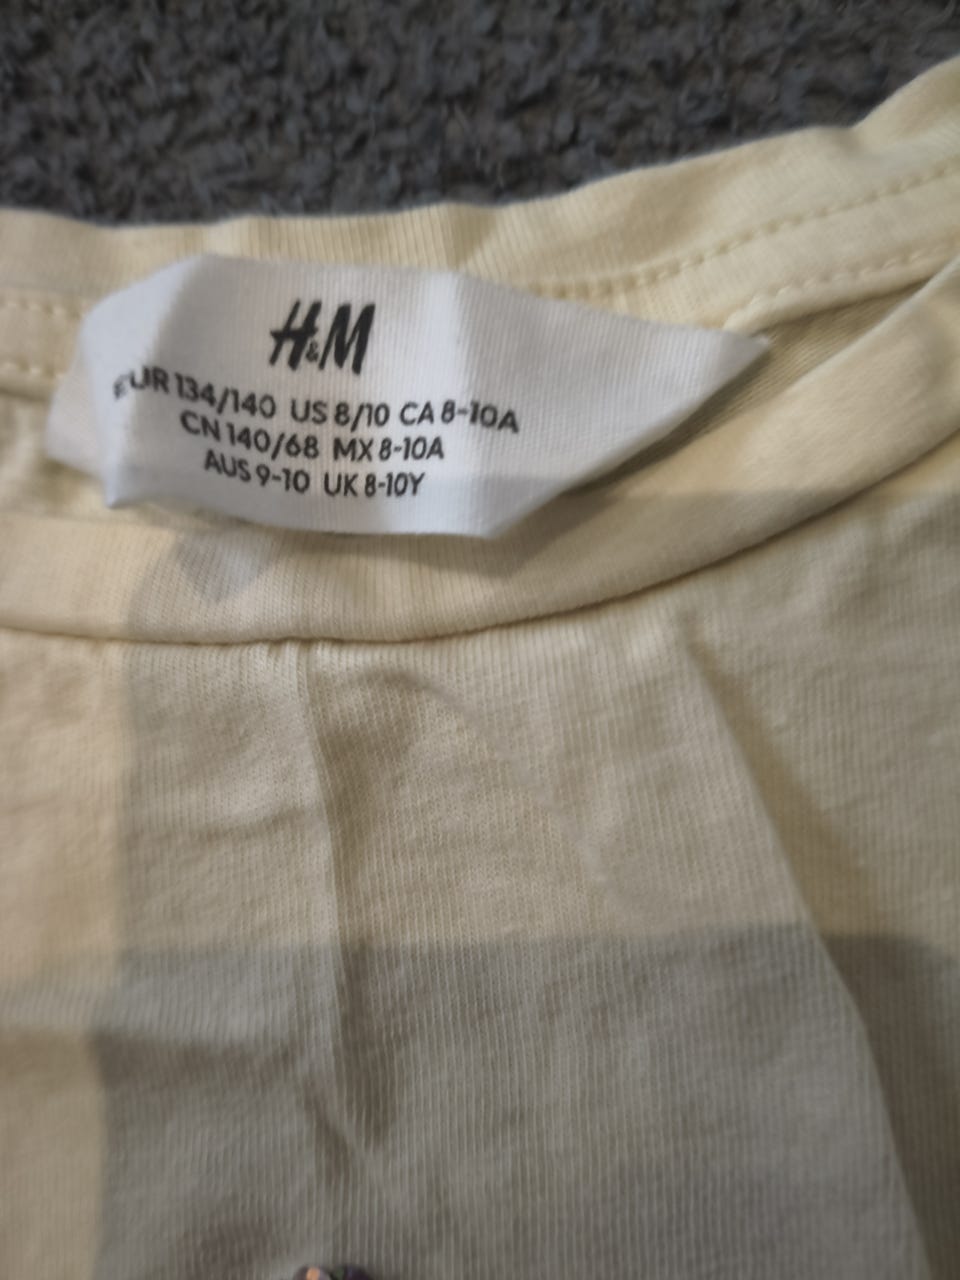 H&M
EUR 134/140 US 8/10 CA 8-10A
CN 140/68 MX 8-10A
AUS 9-10 UK 8-10Y